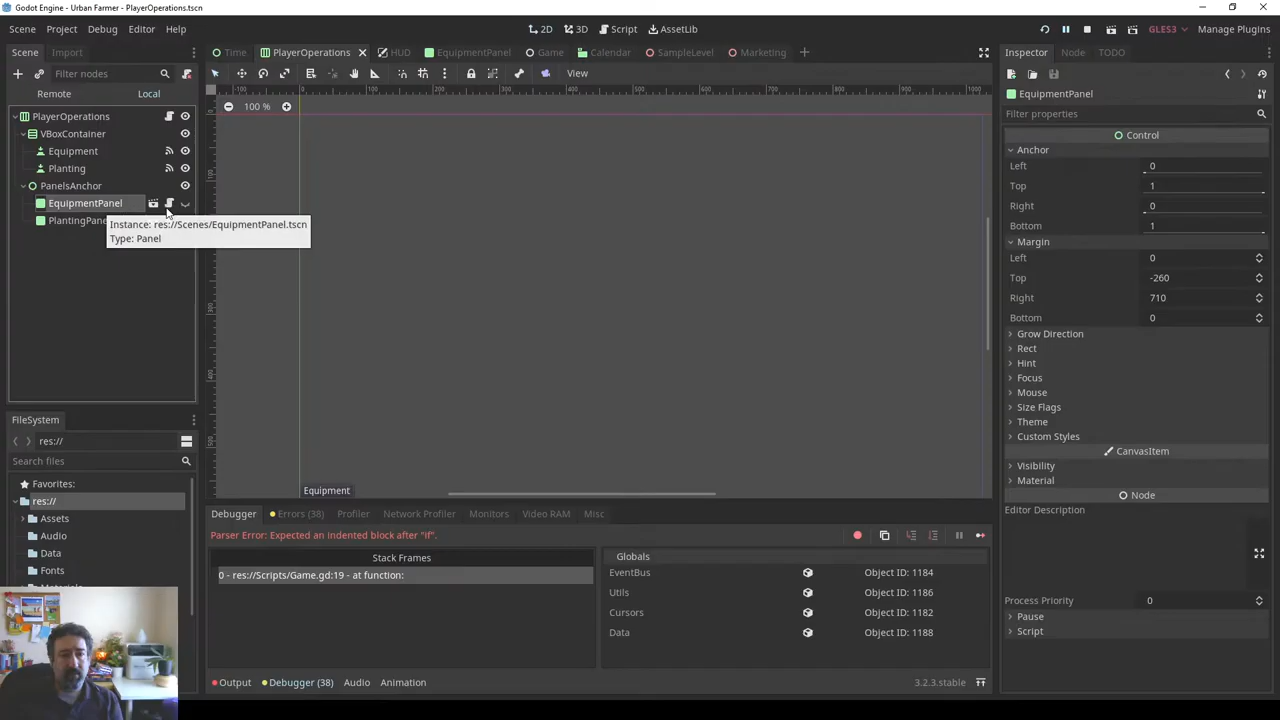 Godot Engine - Urban Farmer - PlayerOperations.tscn
Scene Project Debug Editor Help
2D 3D Script AssetLib
GLES3 Manage Plugins
Scene Import
Time PlayerOperations HUD EquipmentPanel Game Calendar SampleLevel Marketing
Inspector Node TODO
Filter nodes
View
Remote Local
EquipmentPanel
100 %
Filter properties
PlayerOperations
VBoxContainer
Equipment
Planting
PanelsAnchor
EquipmentPanel
PlantingPane
Instance: res://Scenes/EquipmentPanel.tscn
Type: Panel
Control
Anchor
Left 0
Top 1
Right 0
Bottom 1
Margin
Left 0
Top -260
Right 710
Bottom 0
Grow Direction
Rect
Hint
Focus
Mouse
Size Flags
Theme
Custom Styles
CanvasItem
Visibility
Material
Node
Editor Description
Process Priority 0
Pause
Script
Equipment
FileSystem
res://
Search files
Favorites:
res://
Assets
Audio
Data
Fonts
Debugger Errors (38) Profiler Network Profiler Monitors Video RAM Misc
Parser Error: Expected an indented block after "if".
Stack Frames
0 - res://Scripts/Game.gd:19 - at function:
Globals
EventBus Object ID: 1184
Utils Object ID: 1186
Cursors Object ID: 1182
Data Object ID: 1188
Output Debugger (38) Audio Animation 3.2.3.stable